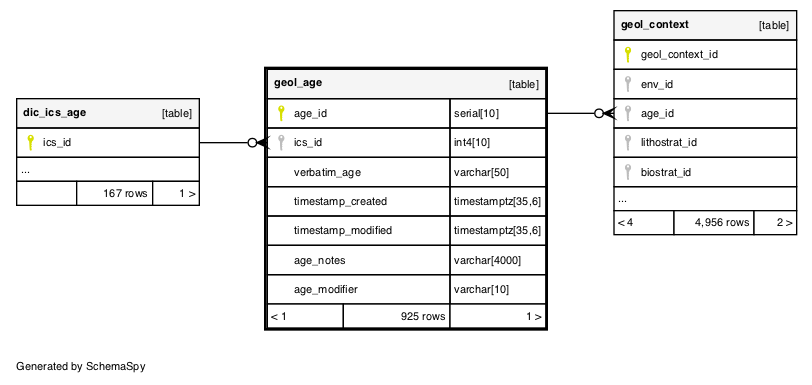 dic_ics_age [table]
ics_id
...
167 rows 1 >
geol_age [table]
age_id serial[10]
ics_id int4[10]
verbatim_age varchar[50]
timestamp_created timestamptz[35,6]
timestamp_modified timestamptz[35,6]
age_notes varchar[4000]
age_modifier varchar[10]
< 1 925 rows 1 >
geol_context [table]
geol_context_id
env_id
age_id
lithostrat_id
biostrat_id
...
< 4 4,956 rows 2 >
Generated by SchemaSpy